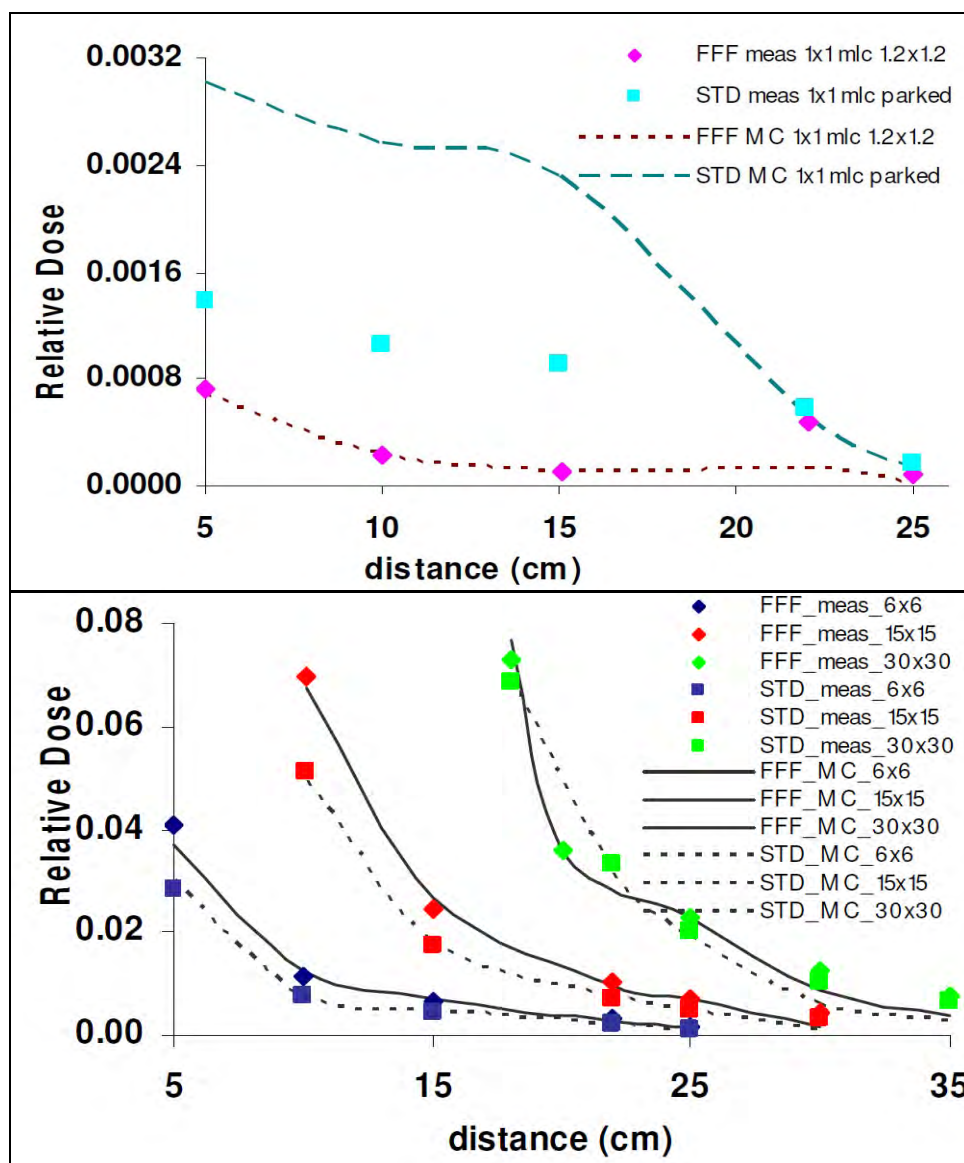 0.0032
0.0024
0.0016
0.0008
0.0000
Relative Dose
FFF meas 1x1 mlc 1.2x1.2
STD meas 1x1 mlc parked
FFF MC 1x1 mlc 1.2x1.2
STD MC 1x1 mlc parked
5 10 15 20 25
distance (cm)
0.08
0.06
0.04
0.02
0.00
Relative Dose
FFF_meas_6x6
FFF_meas_15x15
FFF_meas_30x30
STD_meas_6x6
STD_meas_15x15
STD_meas_30x30
FFF_MC_6x6
FFF_MC_15x15
FFF_MC_30x30
STD_MC_6x6
STD_MC_15x15
STD_MC_30x30
5 15 25 35
distance (cm)